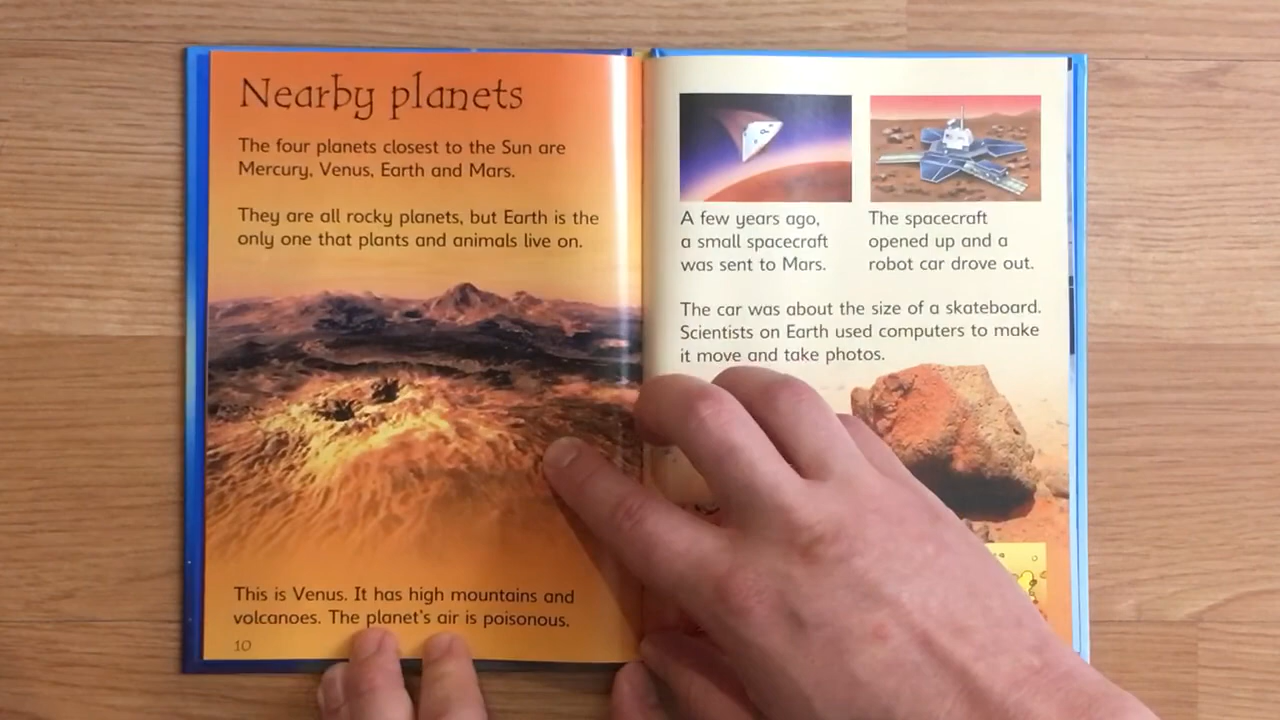 Nearby planets
The four planets closest to the Sun are
Mercury, Venus, Earth and Mars.
They are all rocky planets, but Earth is the
only one that plants and animals live on.
This is Venus. It has high mountains and
volcanoes. The planet's air is poisonous.
10
A few years ago,
a small spacecraft
was sent to Mars.
The spacecraft
opened up and a
robot car drove out.
The car was about the size of a skateboard.
Scientists on Earth used computers to make
it move and take photos.